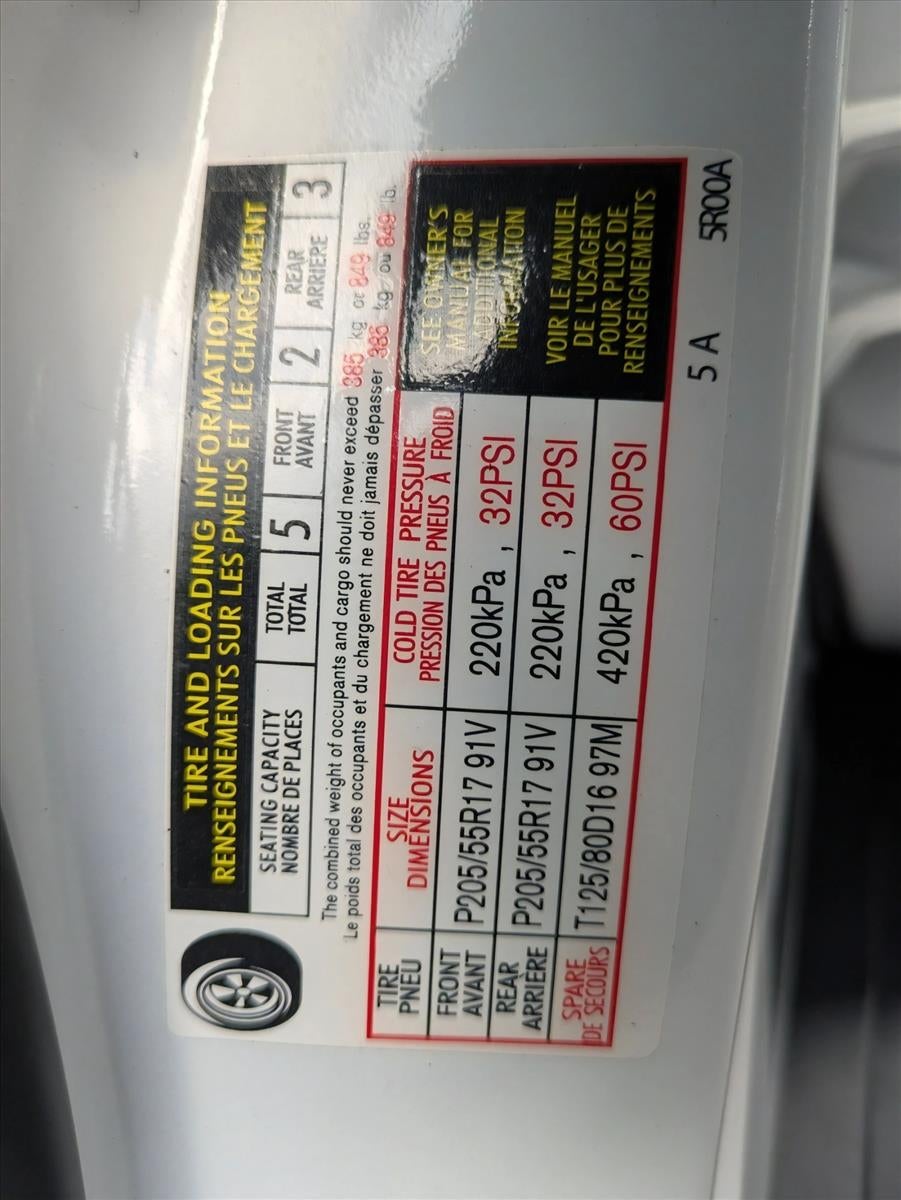 TIRE AND LOADING INFORMATION
RENSEIGNEMENTS SUR LES PNEUS ET LE CHARGEMENT
SEATING CAPACITY
NOMBRE DE PLACES
TOTAL
TOTAL
5
FRONT
AVANT
2
REAR
ARRIERE
3
The combined weight of occupants and cargo should never exceed 385 kg or 849 lbs.
Le poids total des occupants et du chargement ne doit jamais dépasser 385 kg ou 849 lb.
TIRE
PNEU
SIZE
DIMENSIONS
COLD TIRE PRESSURE
PRESSION DES PNEUS À FROID
FRONT
AVANT
P205/55R17 91V
220kPa , 32PSI
REAR
ARRIÈRE
P205/55R17 91V
220kPa , 32PSI
SPARE
DE SECOURS
T125/80D16 97M
420kPa , 60PSI
SEE OWNER'S
MANUAL FOR
ADDITIONAL
INFORMATION
VOIR LE MANUEL
DE L'USAGER
POUR PLUS DE
RENSEIGNEMENTS
5 A 5R00A